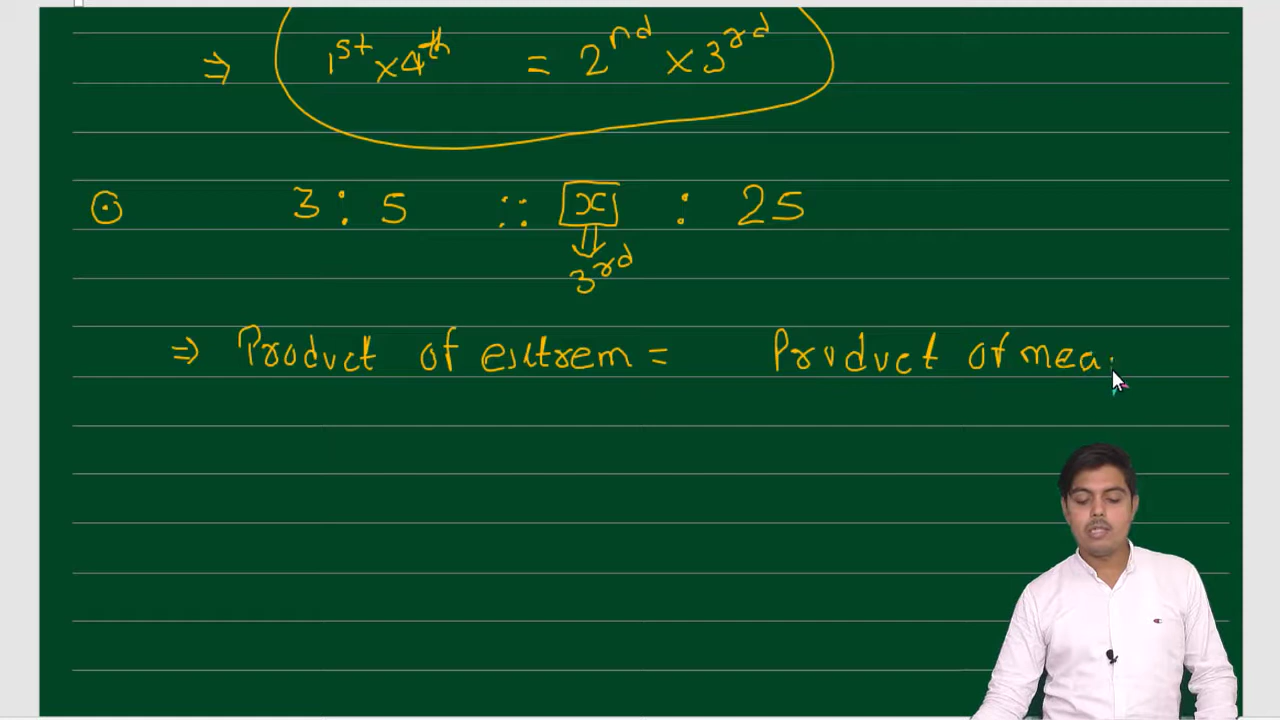 ⇒ 1st × 4th = 2nd × 3rd
3 : 5 :: x : 25
3rd
⇒ Product of extrem = Product of mea